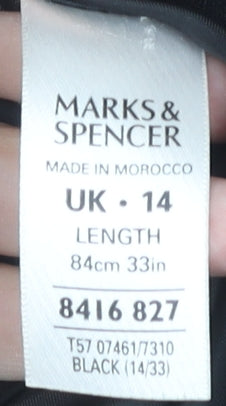 MARKS &
SPENCER
MADE IN MOROCCO
UK • 14
LENGTH
84cm 33in
8416 827
T57 07461/7310
BLACK (14/33)